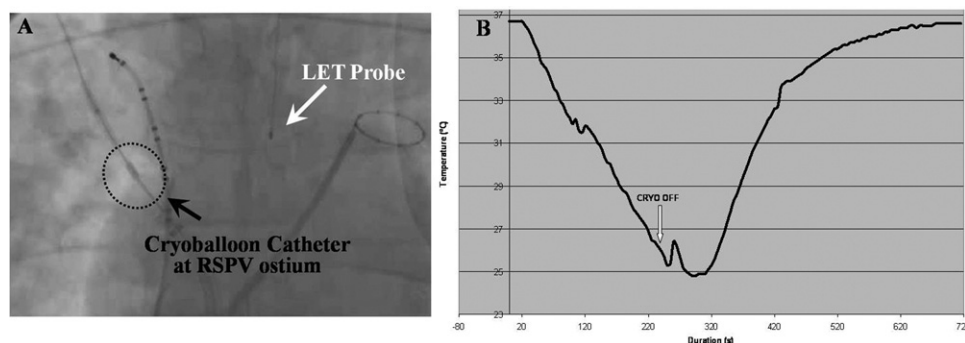 A
LET Probe
Cryoballoon Catheter
at RSPV ostium
B
Temperature (°C)
37
35
33
31
29
27
25
23
CRYO OFF
-80
20
120
220
320
420
520
620
72
Duration (s)